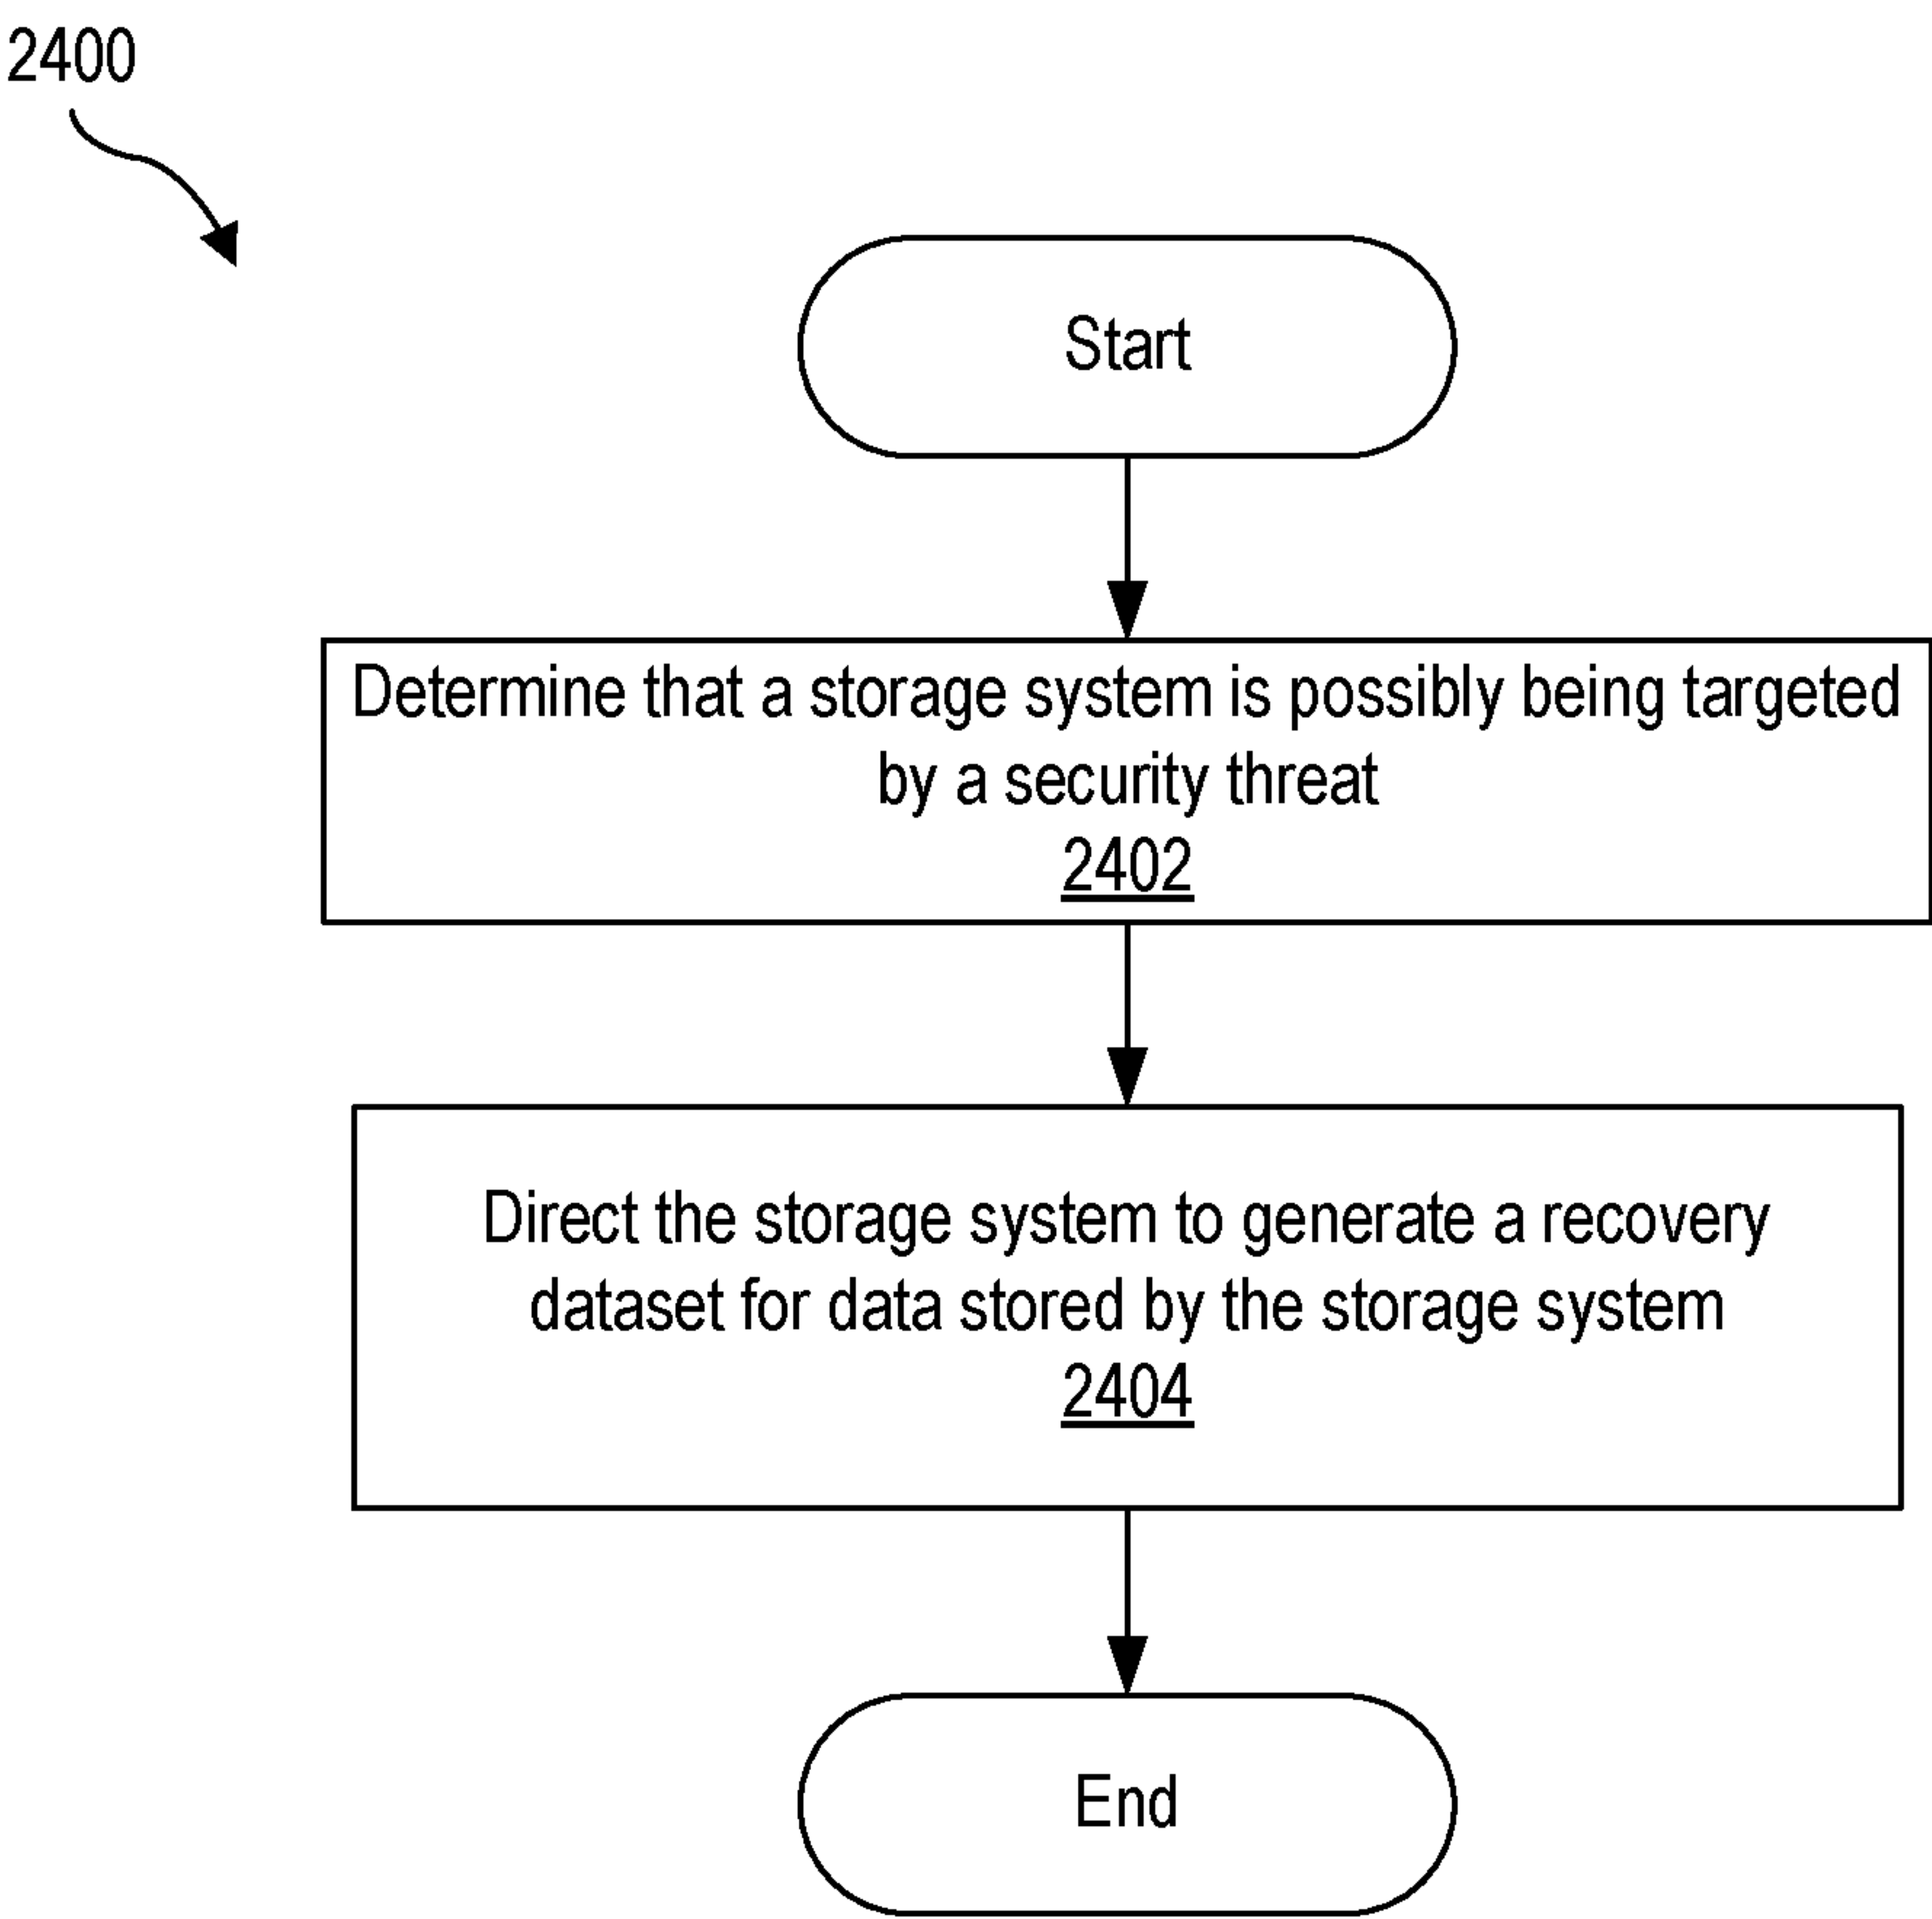 2400
Start
Determine that a storage system is possibly being targeted
by a security threat
2402
Direct the storage system to generate a recovery
dataset for data stored by the storage system
2404
End